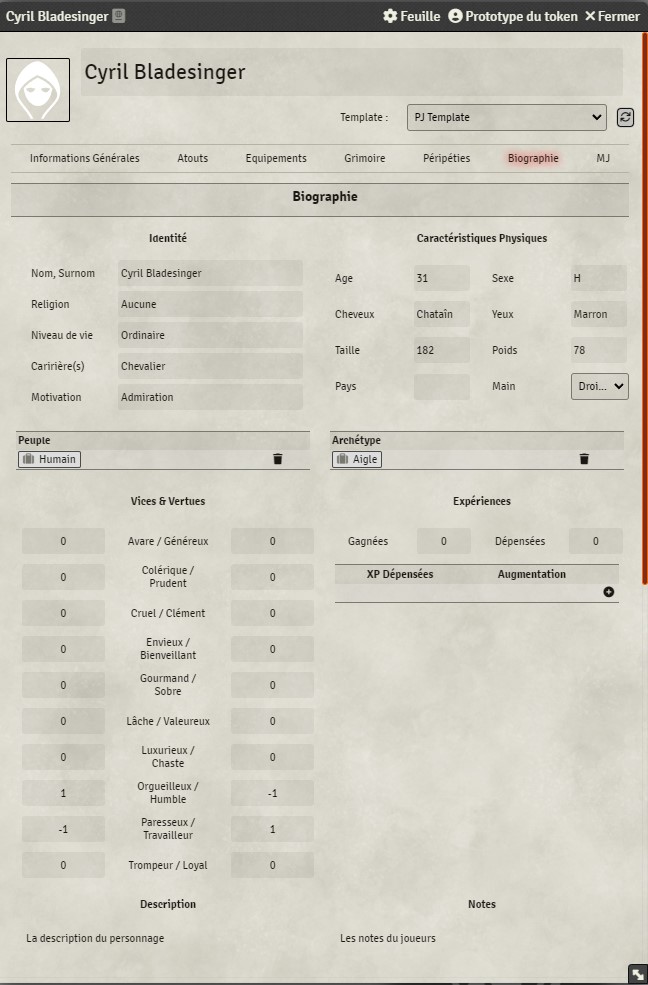 Cyril Bladesinger Feuille Prototype du token Fermer
Cyril Bladesinger
Template : PJ Template
Informations Générales Atouts Equipements Grimoire Péripéties Biographie MJ
Biographie
Identité
Nom, Surnom Cyril Bladesinger
Religion Aucune
Niveau de vie Ordinaire
Caririère(s) Chevalier
Motivation Admiration
Caractéristiques Physiques
Age 31 Sexe H
Cheveux Chataîn Yeux Marron
Taille 182 Poids 78
Pays Main Droi...
Peuple
Humain
Archétype
Aigle
Vices & Vertues
0 Avare / Généreux 0
0 Colérique / 0
Prudent
0 Cruel / Clément 0
0 Envieux / 0
Bienveillant
0 Gourmand / 0
Sobre
0 Lâche / Valeureux 0
0 Luxurieux / 0
Chaste
1 Orgueilleux / -1
Humble
-1 Paresseux / 1
Travailleur
0 Trompeur / Loyal 0
Expériences
Gagnées 0 Dépensées 0
XP Dépensées Augmentation
Description
La description du personnage
Notes
Les notes du joueurs